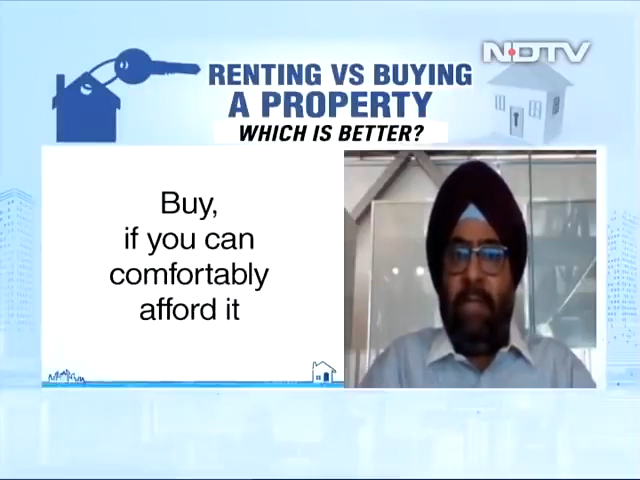 NDTV
RENTING VS BUYING
A PROPERTY
WHICH IS BETTER?
Buy,
if you can
comfortably
afford it